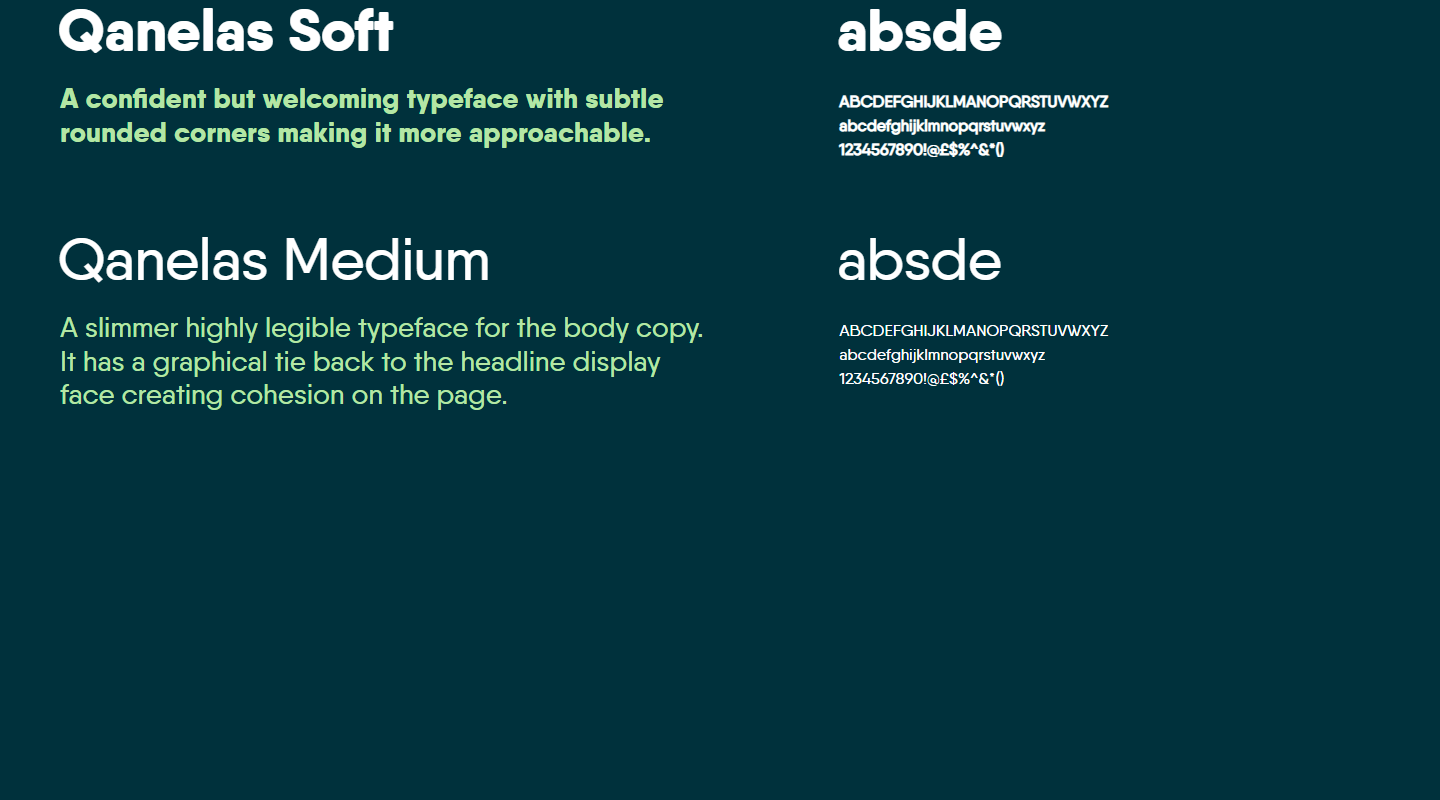 Qanelas Soft
A confident but welcoming typeface with subtle
rounded corners making it more approachable.
absde
ABCDEFGHIJKLMANOPQRSTUVWXYZ
abcdefghijklmnopqrstuvwxyz
1234567890!@£$%^&*()
Qanelas Medium
A slimmer highly legible typeface for the body copy.
It has a graphical tie back to the headline display
face creating cohesion on the page.
absde
ABCDEFGHIJKLMANOPQRSTUVWXYZ
abcdefghijklmnopqrstuvwxyz
1234567890!@£$%^&*()